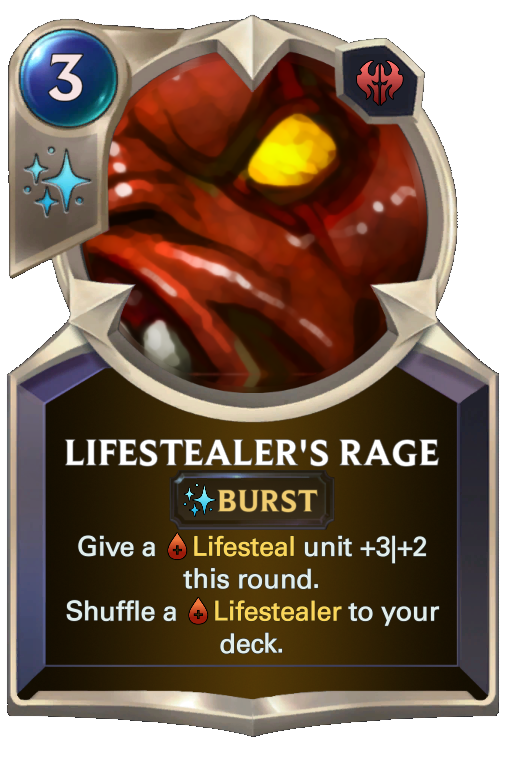 3
LIFESTEALER'S RAGE
BURST
Give a Lifesteal unit +3|+2
this round.
Shuffle a Lifestealer to your
deck.